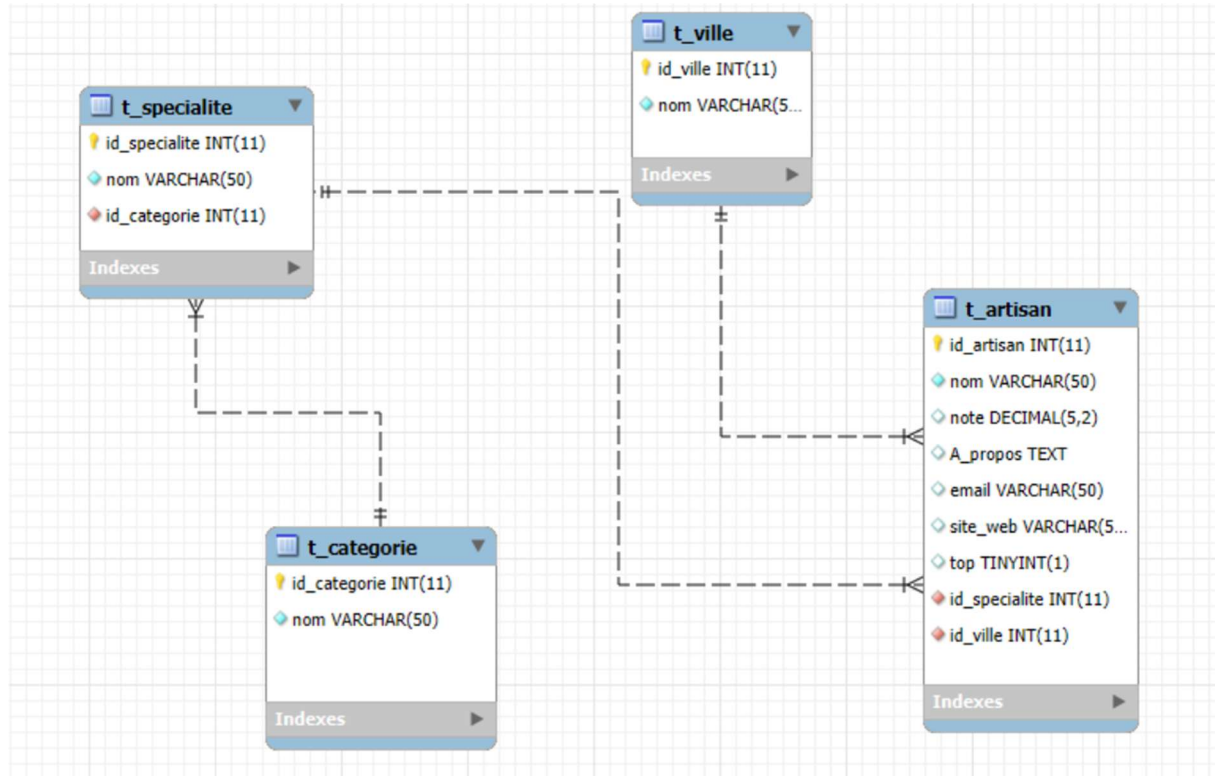 t_specialite
id_specialite INT(11)
nom VARCHAR(50)
id_categorie INT(11)
Indexes
t_ville
id_ville INT(11)
nom VARCHAR(5...
Indexes
t_categorie
id_categorie INT(11)
nom VARCHAR(50)
Indexes
t_artisan
id_artisan INT(11)
nom VARCHAR(50)
note DECIMAL(5,2)
A_propos TEXT
email VARCHAR(50)
site_web VARCHAR(5...
top TINYINT(1)
id_specialite INT(11)
id_ville INT(11)
Indexes